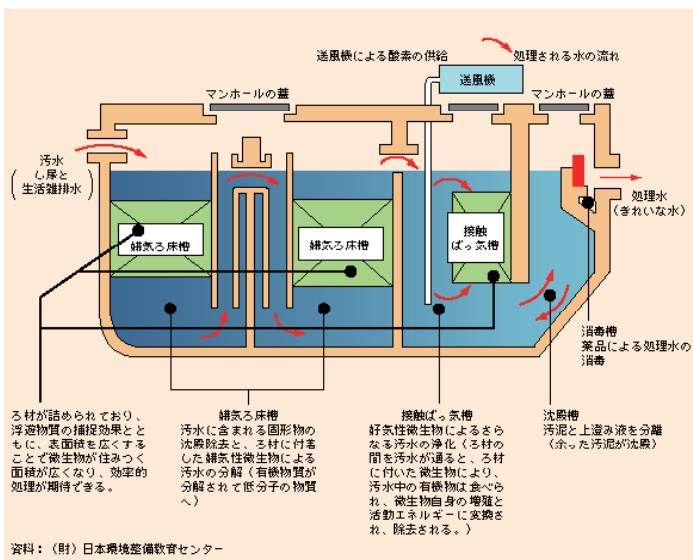 送風機による酸素の供給
処理される水の流れ
送風機
マンホールの蓋
マンホールの蓋
汚水
(し尿と
生活雑排水)
嫌気ろ床槽
嫌気ろ床槽
接触
ばっ気槽
処理水
(きれいな水)
消毒槽
薬品による処理水の
消毒
ろ材が詰められており、
浮遊物質の捕捉効果とと
もに、表面積を広くする
ことで微生物が住みつく
面積が広くなり、効率的
処理が期待できる。
嫌気ろ床槽
汚水に含まれる固形物の
沈殿除去と、ろ材に付着
した嫌気性微生物による
汚水の分解(有機物質が
分解されて低分子の物質
へ)
接触ばっ気槽
好気性微生物によるさら
なる汚水の浄化(ろ材の
間を汚水が通ると、ろ材
に付いた微生物により、
汚水中の有機物は食べら
れ、微生物自身の増殖と
活動エネルギーに変換さ
れ、除去される。)
沈殿槽
汚泥と上澄み液を分離
(余った汚泥が沈殿)
資料:(財)日本環境整備教育センター